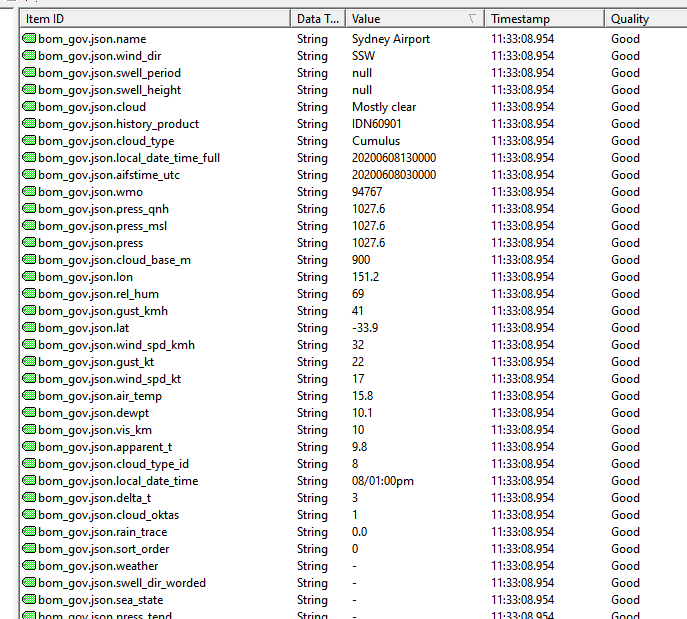 Item ID Data T... Value Timestamp Quality
bom_gov.json.name String Sydney Airport 11:33:08.954 Good
bom_gov.json.wind_dir String SSW 11:33:08.954 Good
bom_gov.json.swell_period String null 11:33:08.954 Good
bom_gov.json.swell_height String null 11:33:08.954 Good
bom_gov.json.cloud String Mostly clear 11:33:08.954 Good
bom_gov.json.history_product String IDN60901 11:33:08.954 Good
bom_gov.json.cloud_type String Cumulus 11:33:08.954 Good
bom_gov.json.local_date_time_full String 20200608130000 11:33:08.954 Good
bom_gov.json.aifstime_utc String 20200608030000 11:33:08.954 Good
bom_gov.json.wmo String 94767 11:33:08.954 Good
bom_gov.json.press_qnh String 1027.6 11:33:08.954 Good
bom_gov.json.press_msl String 1027.6 11:33:08.954 Good
bom_gov.json.press String 1027.6 11:33:08.954 Good
bom_gov.json.cloud_base_m String 900 11:33:08.954 Good
bom_gov.json.lon String 151.2 11:33:08.954 Good
bom_gov.json.rel_hum String 69 11:33:08.954 Good
bom_gov.json.gust_kmh String 41 11:33:08.954 Good
bom_gov.json.lat String -33.9 11:33:08.954 Good
bom_gov.json.wind_spd_kmh String 32 11:33:08.954 Good
bom_gov.json.gust_kt String 22 11:33:08.954 Good
bom_gov.json.wind_spd_kt String 17 11:33:08.954 Good
bom_gov.json.air_temp String 15.8 11:33:08.954 Good
bom_gov.json.dewpt String 10.1 11:33:08.954 Good
bom_gov.json.vis_km String 10 11:33:08.954 Good
bom_gov.json.apparent_t String 9.8 11:33:08.954 Good
bom_gov.json.cloud_type_id String 8 11:33:08.954 Good
bom_gov.json.local_date_time String 08/01:00pm 11:33:08.954 Good
bom_gov.json.delta_t String 3 11:33:08.954 Good
bom_gov.json.cloud_oktas String 1 11:33:08.954 Good
bom_gov.json.rain_trace String 0.0 11:33:08.954 Good
bom_gov.json.sort_order String 0 11:33:08.954 Good
bom_gov.json.weather String - 11:33:08.954 Good
bom_gov.json.swell_dir_worded String - 11:33:08.954 Good
bom_gov.json.sea_state String - 11:33:08.954 Good
bom_gov.json.press_tend String - 11:33:08.954 Good